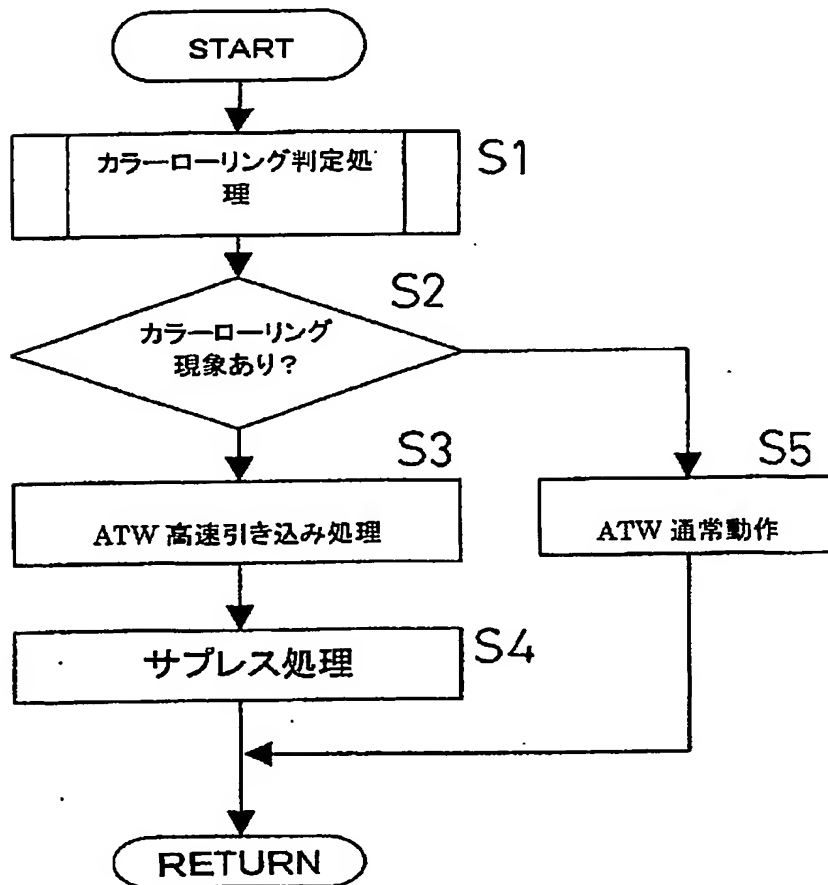 START
カラーローリング判定処
理
S1
カラーローリング
現象あり?
S2
S3
ATW 高速引き込み処理
S5
ATW 通常動作
サプレス処理
S4
RETURN